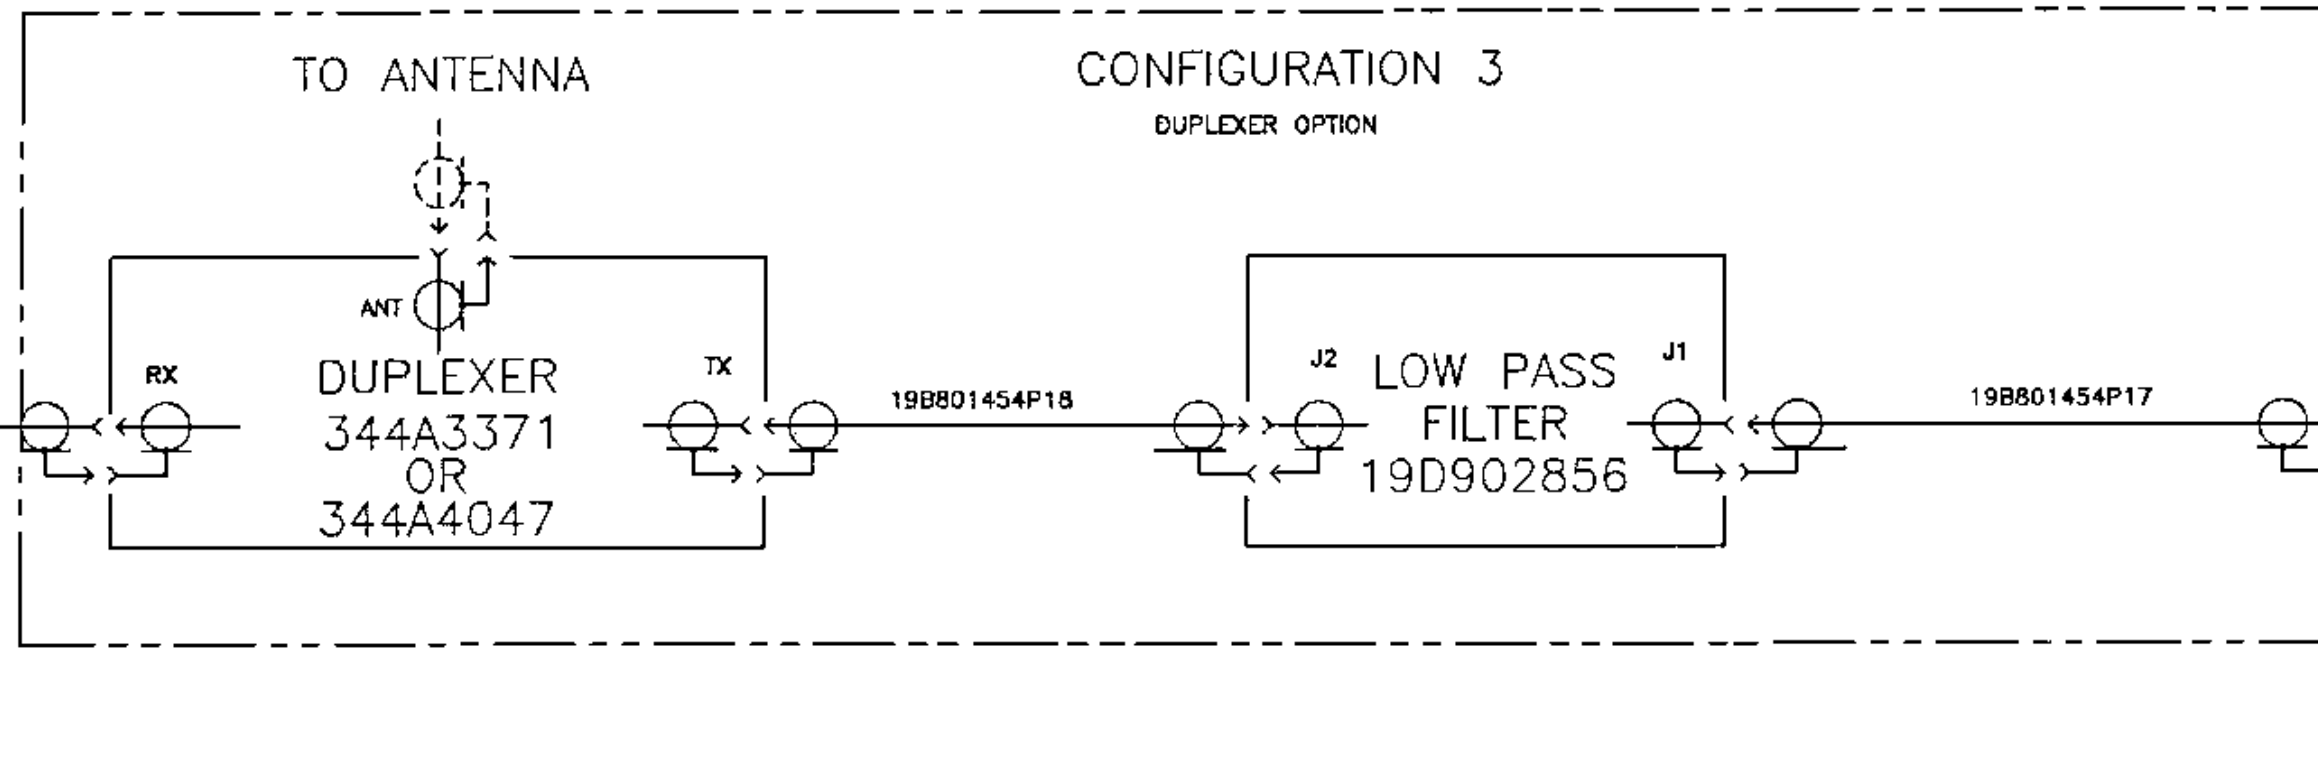 TO ANTENNA
CONFIGURATION 3
DUPLEXER OPTION
ANT
RX
DUPLEXER
344A3371
OR
344A4047
TX
19B801454P18
J2
LOW PASS
FILTER
19D902856
J1
19B801454P17